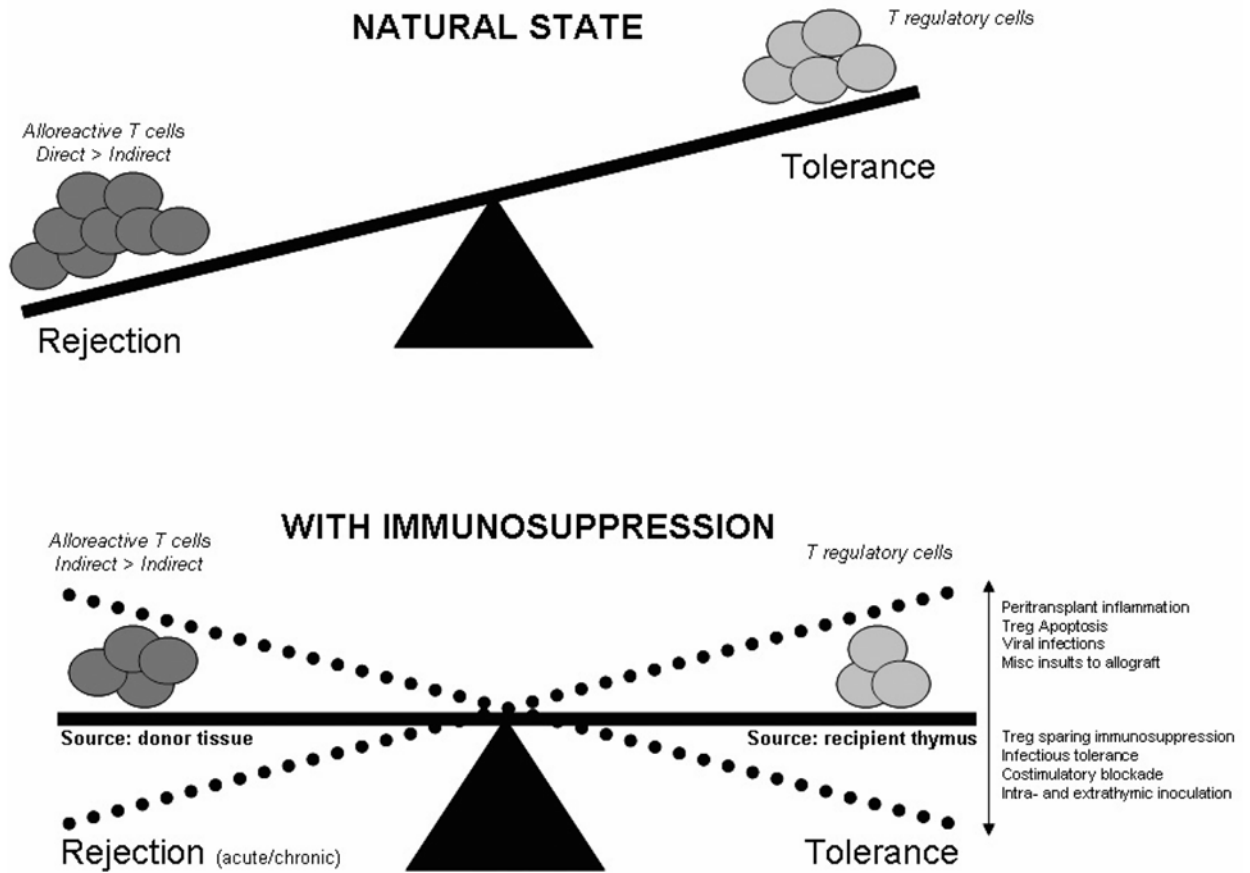 NATURAL STATE
T regulatory cells
Alloreactive T cells
Direct > Indirect
Tolerance
Rejection
WITH IMMUNOSUPPRESSION
Alloreactive T cells
Indirect > Indirect
T regulatory cells
Peritransplant inflammation
Treg Apoptosis
Viral infections
Misc insults to allograft
Source: donor tissue
Source: recipient thymus
Treg sparing immunosuppression
Infectious tolerance
Costimulatory blockade
Intra- and extrathymic inoculation
Rejection (acute/chronic)
Tolerance